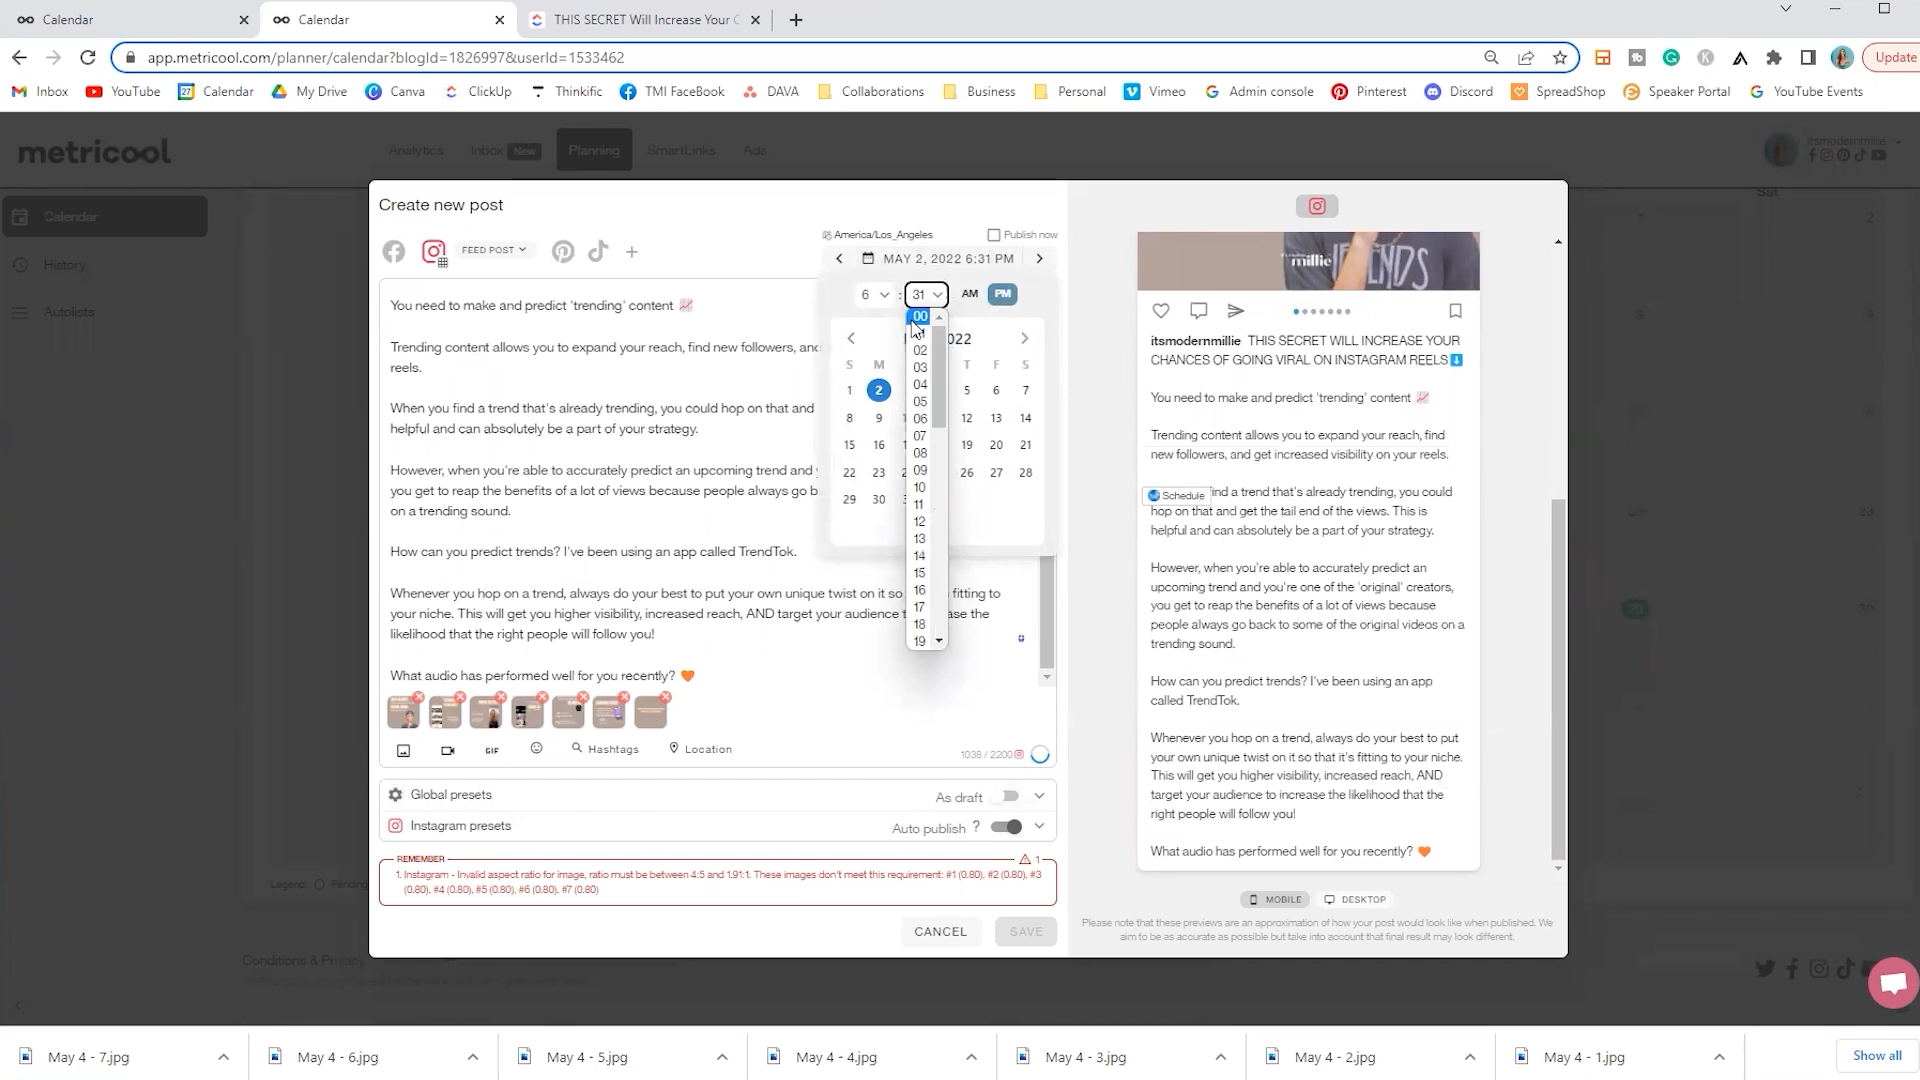 Calendar
Calendar
THIS SECRET Will Increase Your C
app.metricool.com/planner/calendar?blogId=1826997&userId=1533462
Update
Inbox
YouTube
Calendar
My Drive
Canva
ClickUp
Thinkific
TMI FaceBook
DAVA
Collaborations
Business
Personal
Vimeo
Admin console
Pinterest
Discord
SpreadShop
Speaker Portal
YouTube Events
metricool
Analytics
Inbox New
Planning
SmartLinks
Ads
itsmodernmillie
Calendar
History
Autolists
Sat
Create new post
FEED POST
America/Los_Angeles
Publish now
MAY 2, 2022 6:31 PM
6 : 31 AM PM
022
S M T F S
1 2 5 6 7
8 9 12 13 14
15 16 19 20 21
22 23 26 27 28
29 30
00
02
03
04
05
06
07
08
09
10
11
12
13
14
15
16
17
18
19
You need to make and predict 'trending' content 📈
Trending content allows you to expand your reach, find new followers, and
reels.
When you find a trend that's already trending, you could hop on that and
helpful and can absolutely be a part of your strategy.
However, when you're able to accurately predict an upcoming trend and
you get to reap the benefits of a lot of views because people always go b
on a trending sound.
How can you predict trends? I've been using an app called TrendTok.
Whenever you hop on a trend, always do your best to put your own unique twist on it so fitting to
your niche. This will get you higher visibility, increased reach, AND target your audience t ase the
likelihood that the right people will follow you!
What audio has performed well for you recently? 🧡
GIF
Hashtags
Location
1038 / 2200
Global presets
As draft
Instagram presets
Auto publish ?
REMEMBER
1
1. Instagram - Invalid aspect ratio for image, ratio must be between 4:5 and 1.91:1. These images don't meet this requirement: #1 (0.80), #2 (0.80), #3
(0.80), #4 (0.80), #5 (0.80), #6 (0.80), #7 (0.80)
CANCEL
SAVE
millie
itsmodernmillie THIS SECRET WILL INCREASE YOUR
CHANCES OF GOING VIRAL ON INSTAGRAM REELS⬇️
You need to make and predict 'trending' content 📈
Trending content allows you to expand your reach, find
new followers, and get increased visibility on your reels.
Schedule
ind a trend that's already trending, you could
hop on that and get the tail end of the views. This is
helpful and can absolutely be a part of your strategy.
However, when you're able to accurately predict an
upcoming trend and you're one of the 'original' creators,
you get to reap the benefits of a lot of views because
people always go back to some of the original videos on a
trending sound.
How can you predict trends? I've been using an app
called TrendTok.
Whenever you hop on a trend, always do your best to put
your own unique twist on it so that it's fitting to your niche.
This will get you higher visibility, increased reach, AND
target your audience to increase the likelihood that the
right people will follow you!
What audio has performed well for you recently? 🧡
MOBILE
DESKTOP
Please note that these previews are an approximation of how your post would look like when published. We
aim to be as accurate as possible but take into account that final result may look different.
Legend:
Conditions & Privacy
May 4 - 7.jpg
May 4 - 6.jpg
May 4 - 5.jpg
May 4 - 4.jpg
May 4 - 3.jpg
May 4 - 2.jpg
May 4 - 1.jpg
Show all